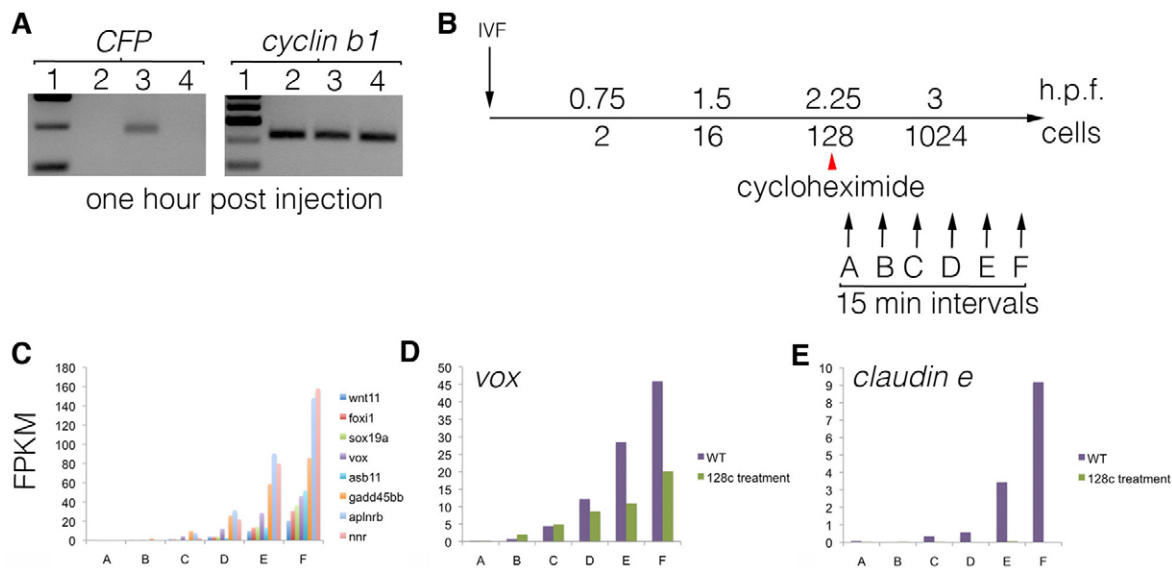 A
CFP
cyclin b1
1 2 3 4
1 2 3 4
one hour post injection
B
IVF
0.75 1.5 2.25 3 h.p.f.
2 16 128 1024 cells
cycloheximide
A B C D E F
15 min intervals
C
FPKM
180
160
140
120
100
80
60
40
20
0
A B C D E F
wnt11
foxi1
sox19a
vox
asb11
gadd45bb
aplnrb
nnr
D
vox
50
45
40
35
30
25
20
15
10
5
0
A B C D E F
WT
128c treatment
E
claudin e
10
9
8
7
6
5
4
3
2
1
0
A B C D E F
WT
128c treatment